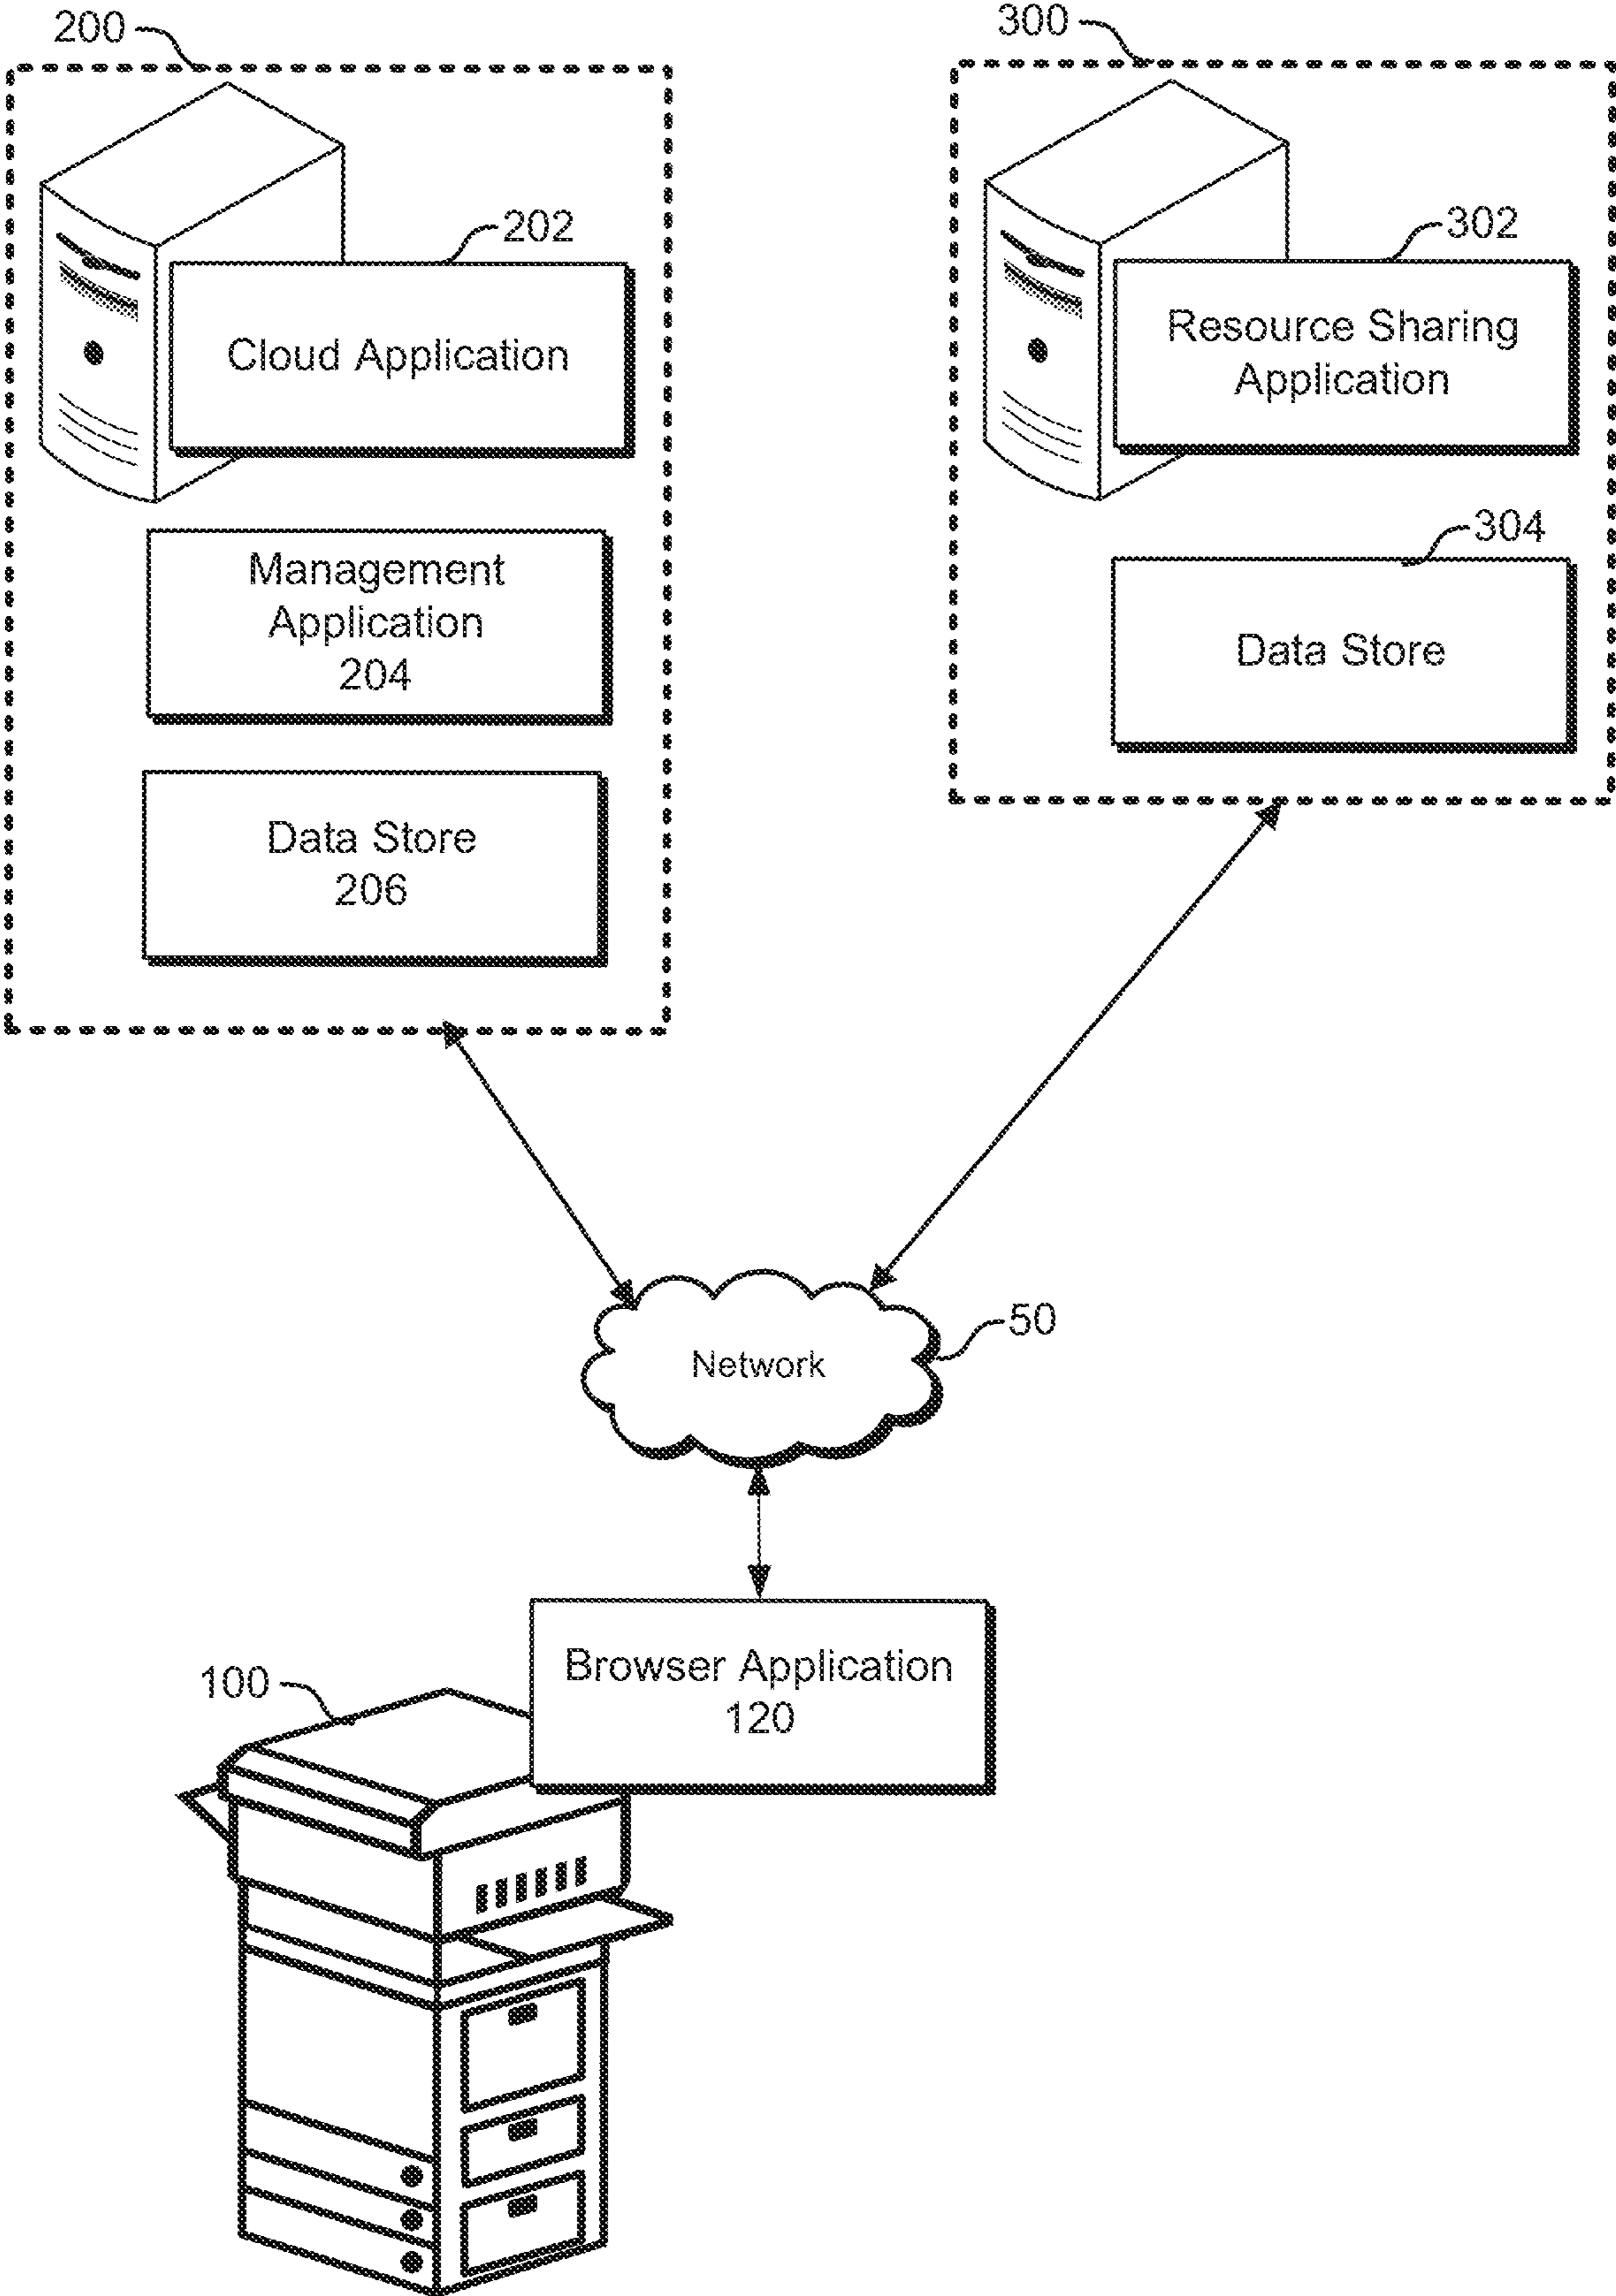 200
202
Cloud Application
Management
Application
204
Data Store
206
300
302
Resource Sharing
Application
304
Data Store
50
Network
Browser Application
120
100